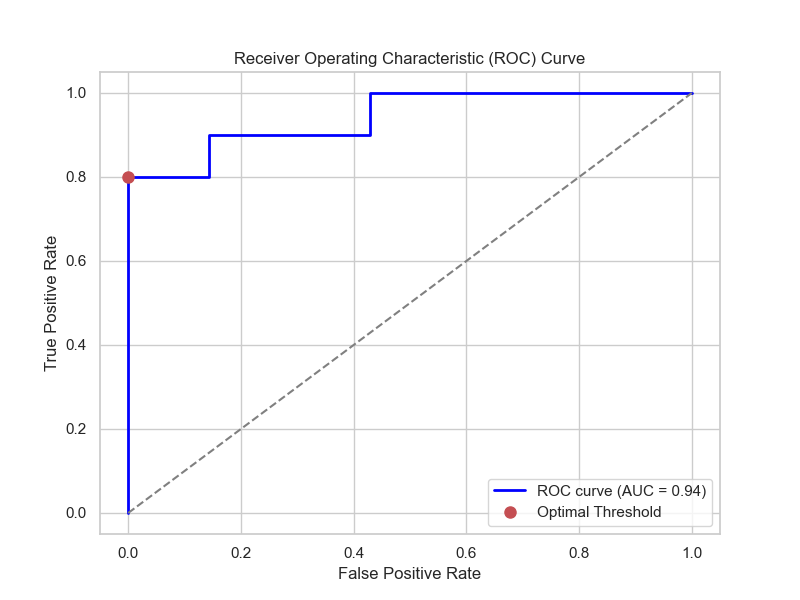 Receiver Operating Characteristic (ROC) Curve
1.0
0.8
0.6
0.4
0.2
0.0
True Positive Rate
0.0 0.2 0.4 0.6 0.8 1.0
False Positive Rate
ROC curve (AUC = 0.94)
Optimal Threshold